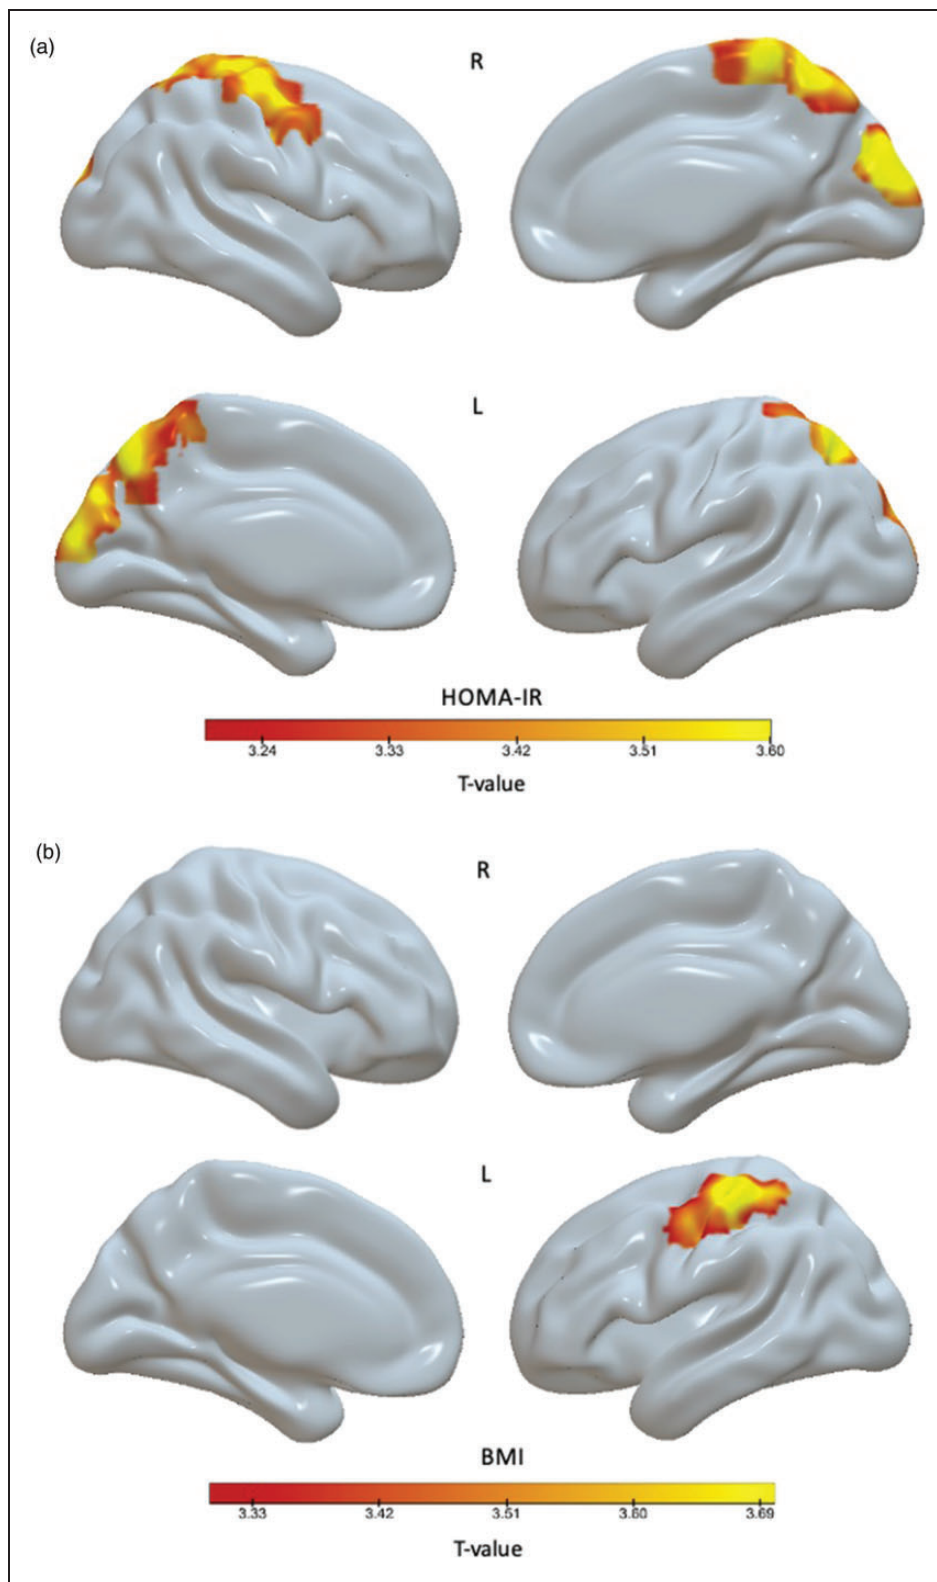 (a)
R
L
HOMA-IR
3.24 3.33 3.42 3.51 3.60
T-value
(b)
R
L
BMI
3.33 3.42 3.51 3.60 3.69
T-value